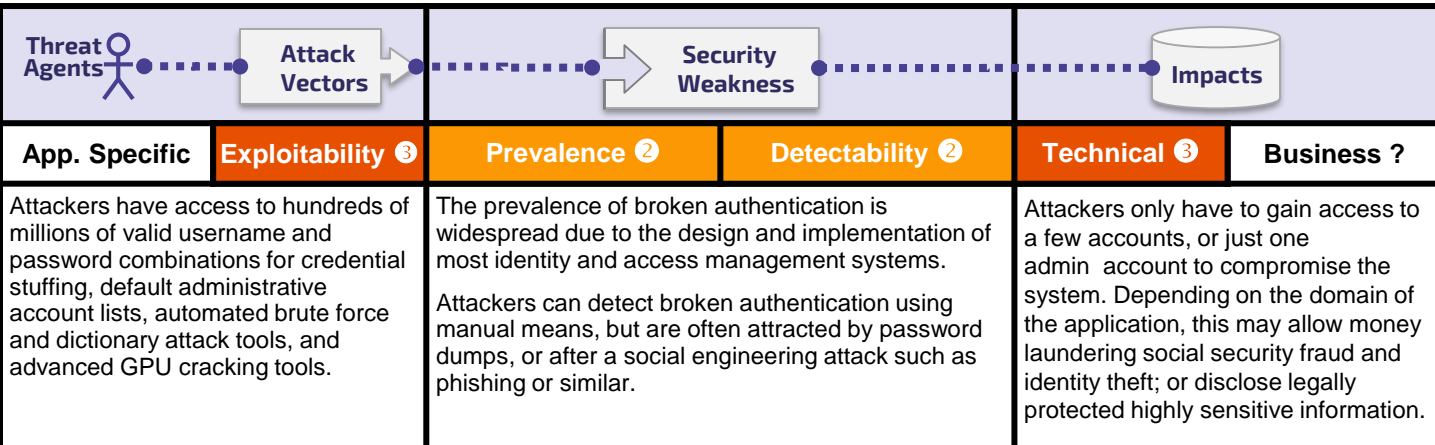 Threat
Agents
Attack
Vectors
Security
Weakness
Impacts
App. Specific
Exploitability ❸
Prevalence ❷
Detectability ❷
Technical ❸
Business ?
Attackers have access to hundreds of
millions of valid username and
password combinations for credential
stuffing, default administrative
account lists, automated brute force
and dictionary attack tools, and
advanced GPU cracking tools.
The prevalence of broken authentication is
widespread due to the design and implementation of
most identity and access management systems.
Attackers can detect broken authentication using
manual means, but are often attracted by password
dumps, or after a social engineering attack such as
phishing or similar.
Attackers only have to gain access to
a few accounts, or just one
admin  account to compromise the
system. Depending on the domain of
the application, this may allow money
laundering social security fraud and
identity theft; or disclose legally
protected highly sensitive information.